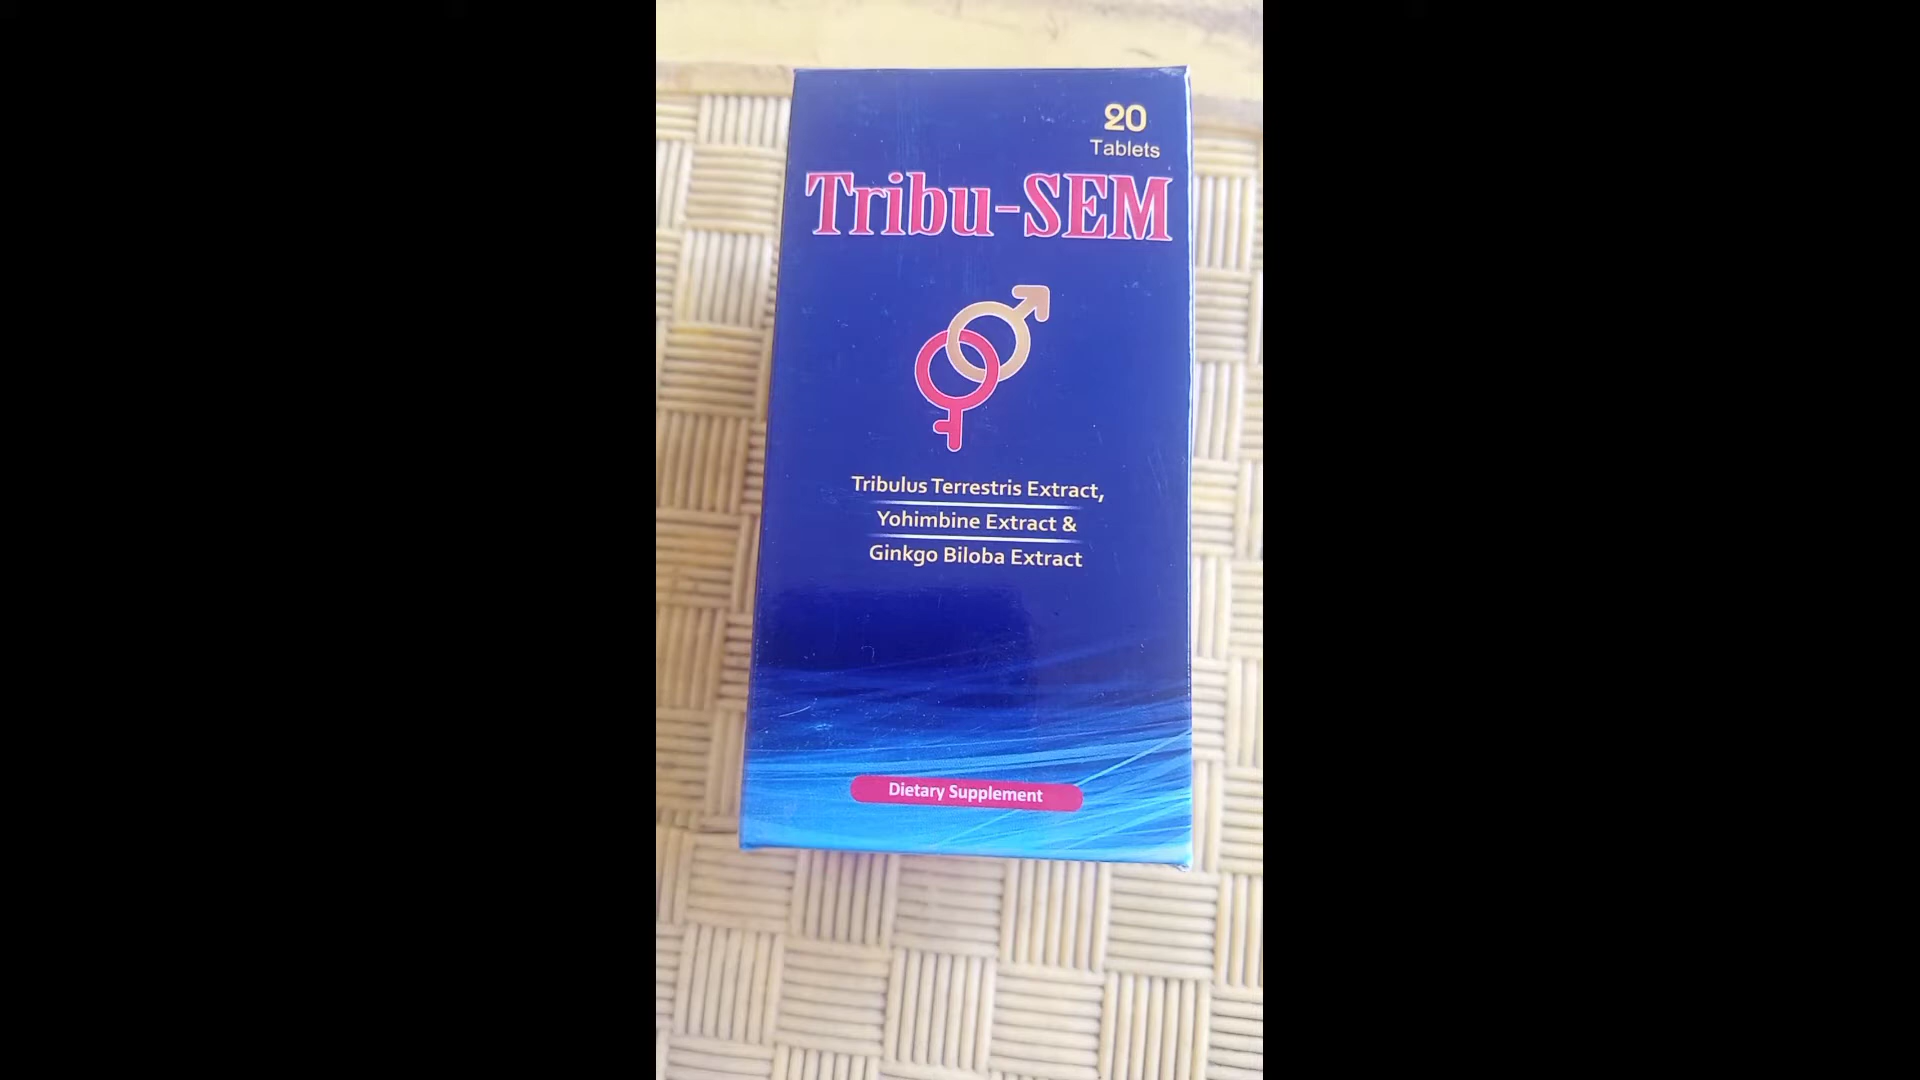 20
Tablets
Tribu-SEM
Tribulus Terrestris Extract,
Yohimbine Extract &
Ginkgo Biloba Extract
Dietary Supplement